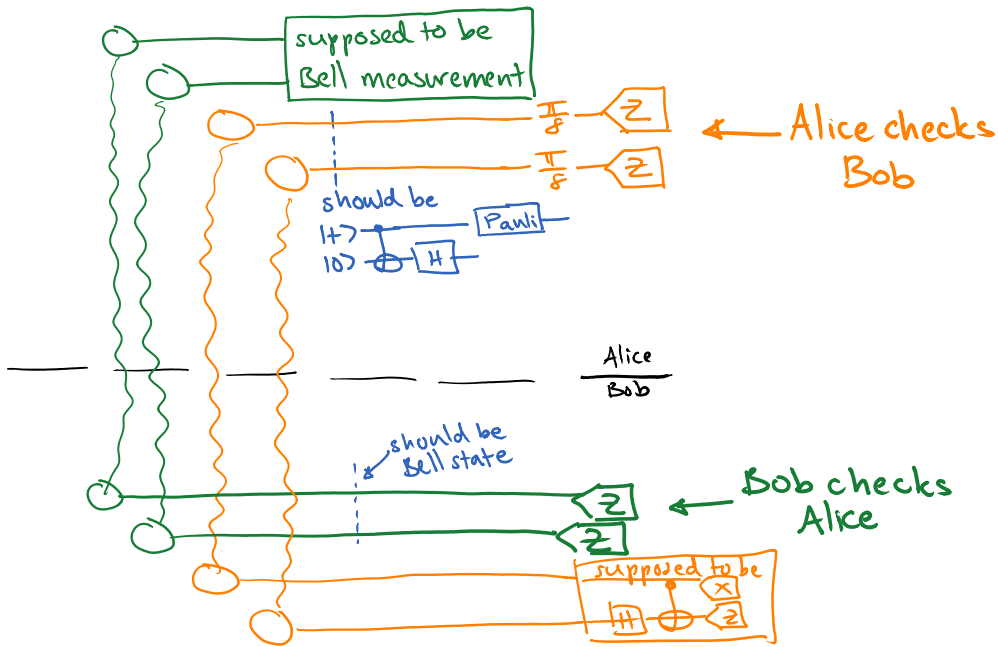 supposed to be
Bell measurement
π/8 Z
π/8 Z
Alice checks
Bob
should be
|+⟩ Pauli
|0⟩ H
Alice
Bob
should be
Bell state
Z
Z
Bob checks
Alice
supposed to be
X
H Z